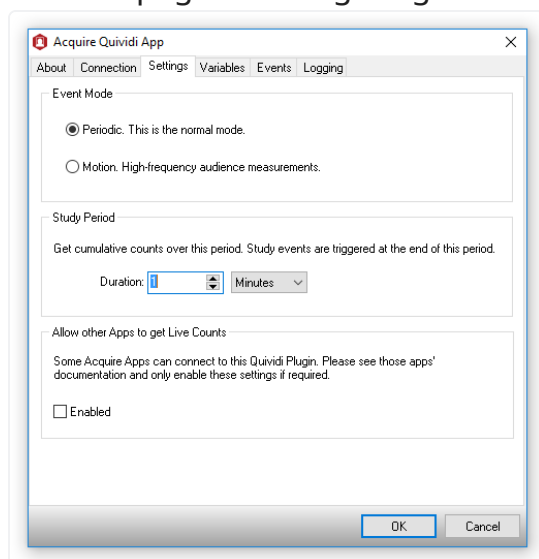 Acquire Quividi App
About Connection Settings Variables Events Logging
Event Mode
Periodic. This is the normal mode.
Motion. High-frequency audience measurements.
Study Period
Get cumulative counts over this period. Study events are triggered at the end of this period.
Duration: 1 Minutes
Allow other Apps to get Live Counts
Some Acquire Apps can connect to this Quividi Plugin. Please see those apps'
documentation and only enable these settings if required.
Enabled
OK Cancel